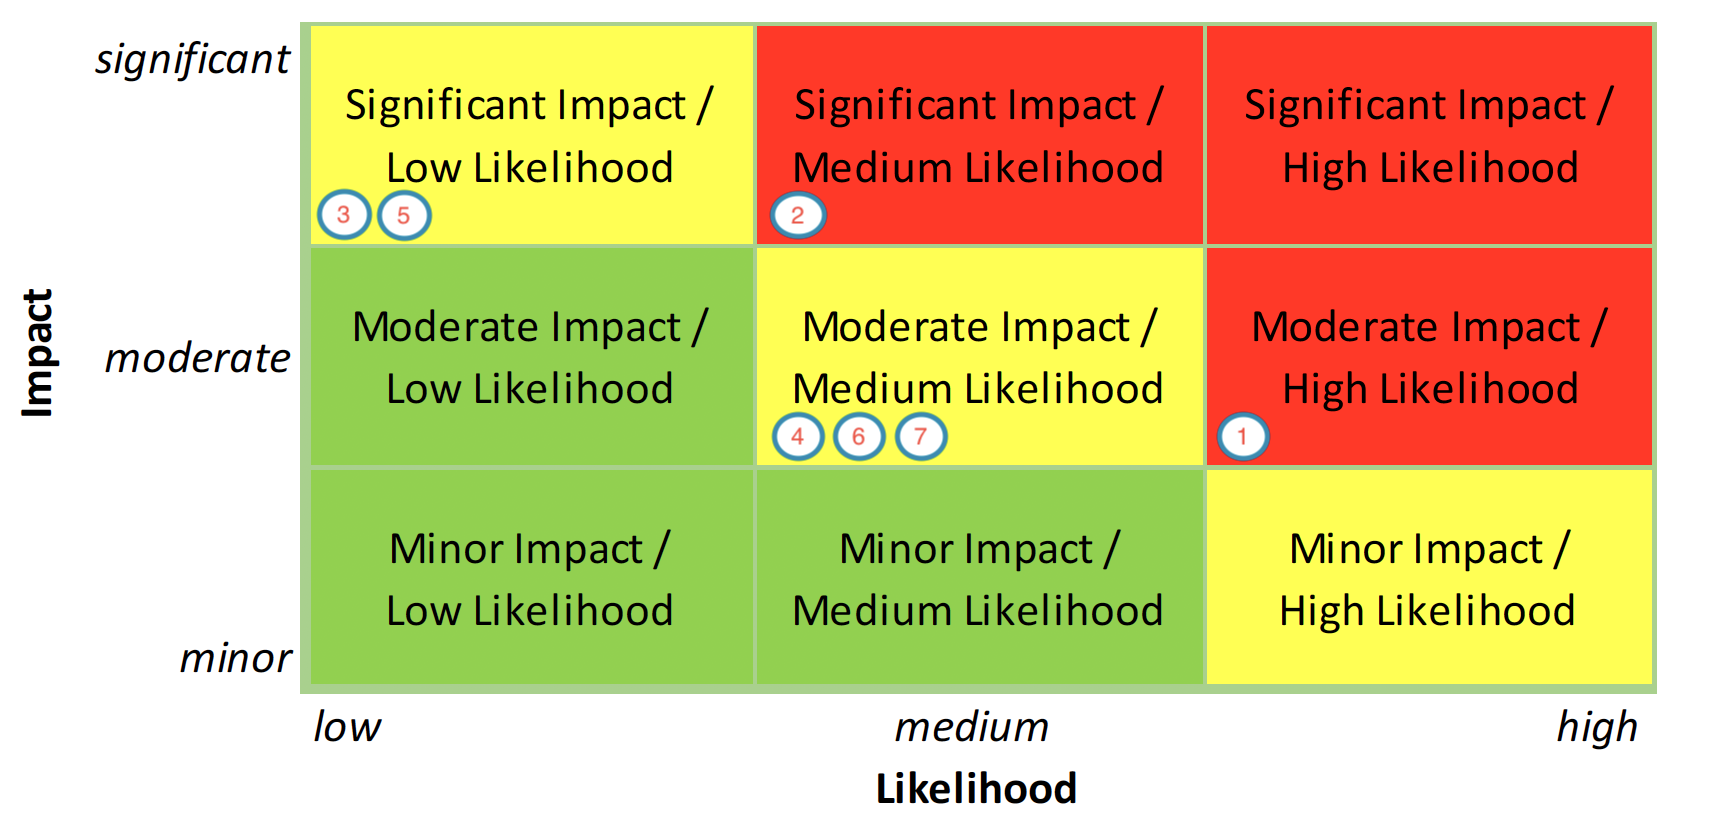 significant
Significant Impact /
Low Likelihood
3 5
Significant Impact /
Medium Likelihood
2
Significant Impact /
High Likelihood
Impact
moderate
Moderate Impact /
Low Likelihood
Moderate Impact /
Medium Likelihood
4 6 7
Moderate Impact /
High Likelihood
1
minor
Minor Impact /
Low Likelihood
Minor Impact /
Medium Likelihood
Minor Impact /
High Likelihood
low medium high
Likelihood